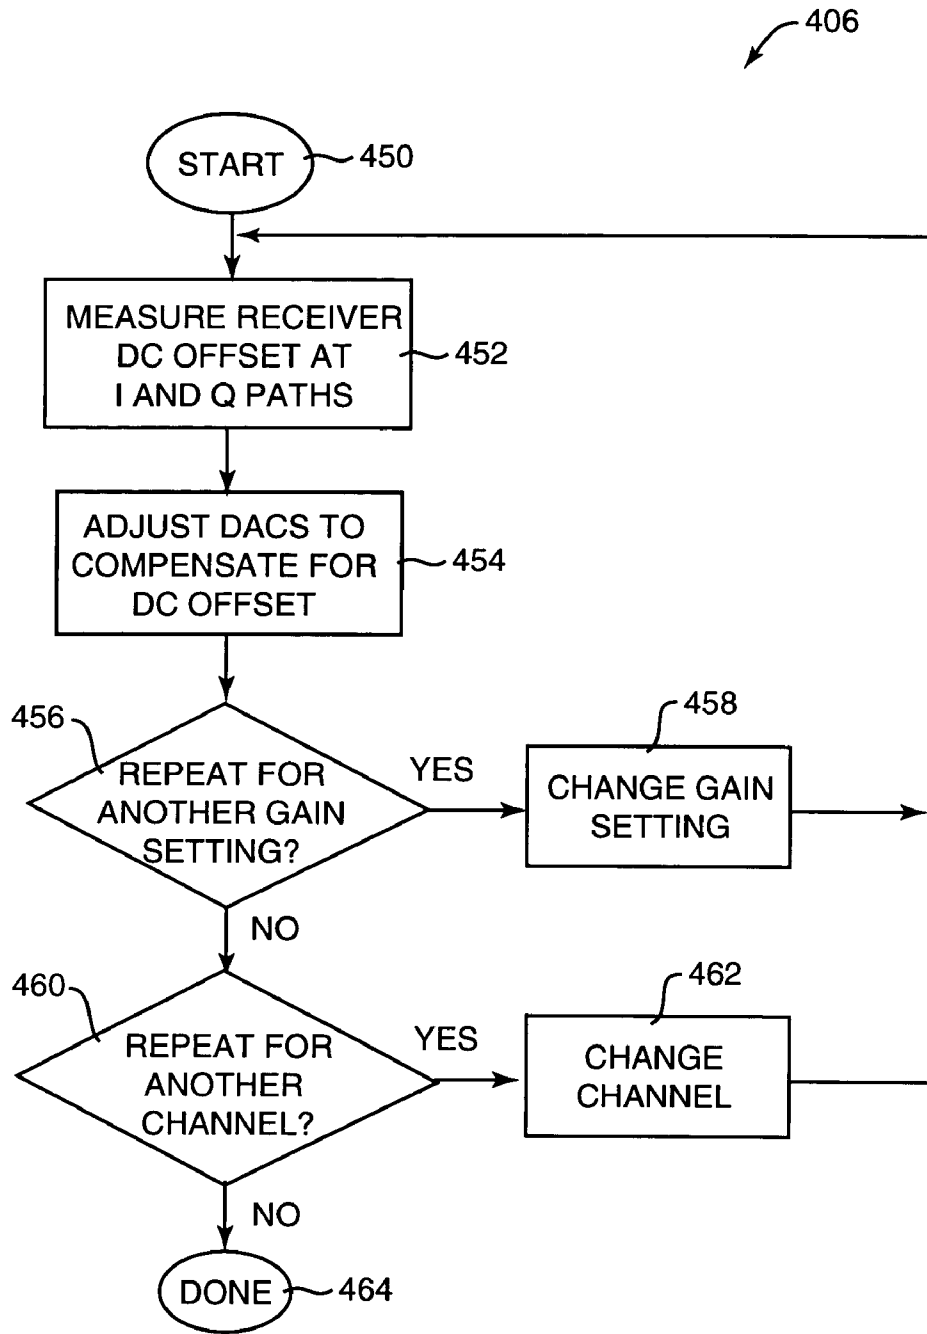 406
START
450
MEASURE RECEIVER
DC OFFSET AT
I AND Q PATHS
452
ADJUST DACS TO
COMPENSATE FOR
DC OFFSET
454
456
REPEAT FOR
ANOTHER GAIN
SETTING?
YES
458
CHANGE GAIN
SETTING
NO
460
REPEAT FOR
ANOTHER
CHANNEL?
YES
462
CHANGE
CHANNEL
NO
DONE
464